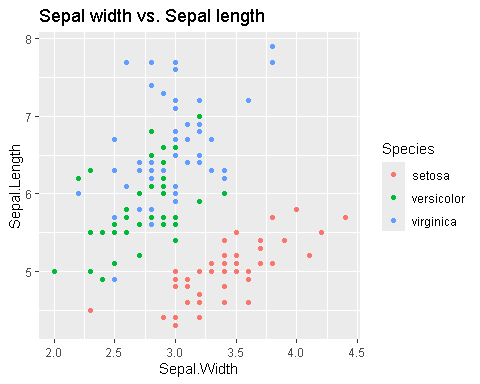 Sepal width vs. Sepal length
8
7
6
5
Sepal.Length
2.0 2.5 3.0 3.5 4.0 4.5
Sepal.Width
Species
setosa
versicolor
virginica